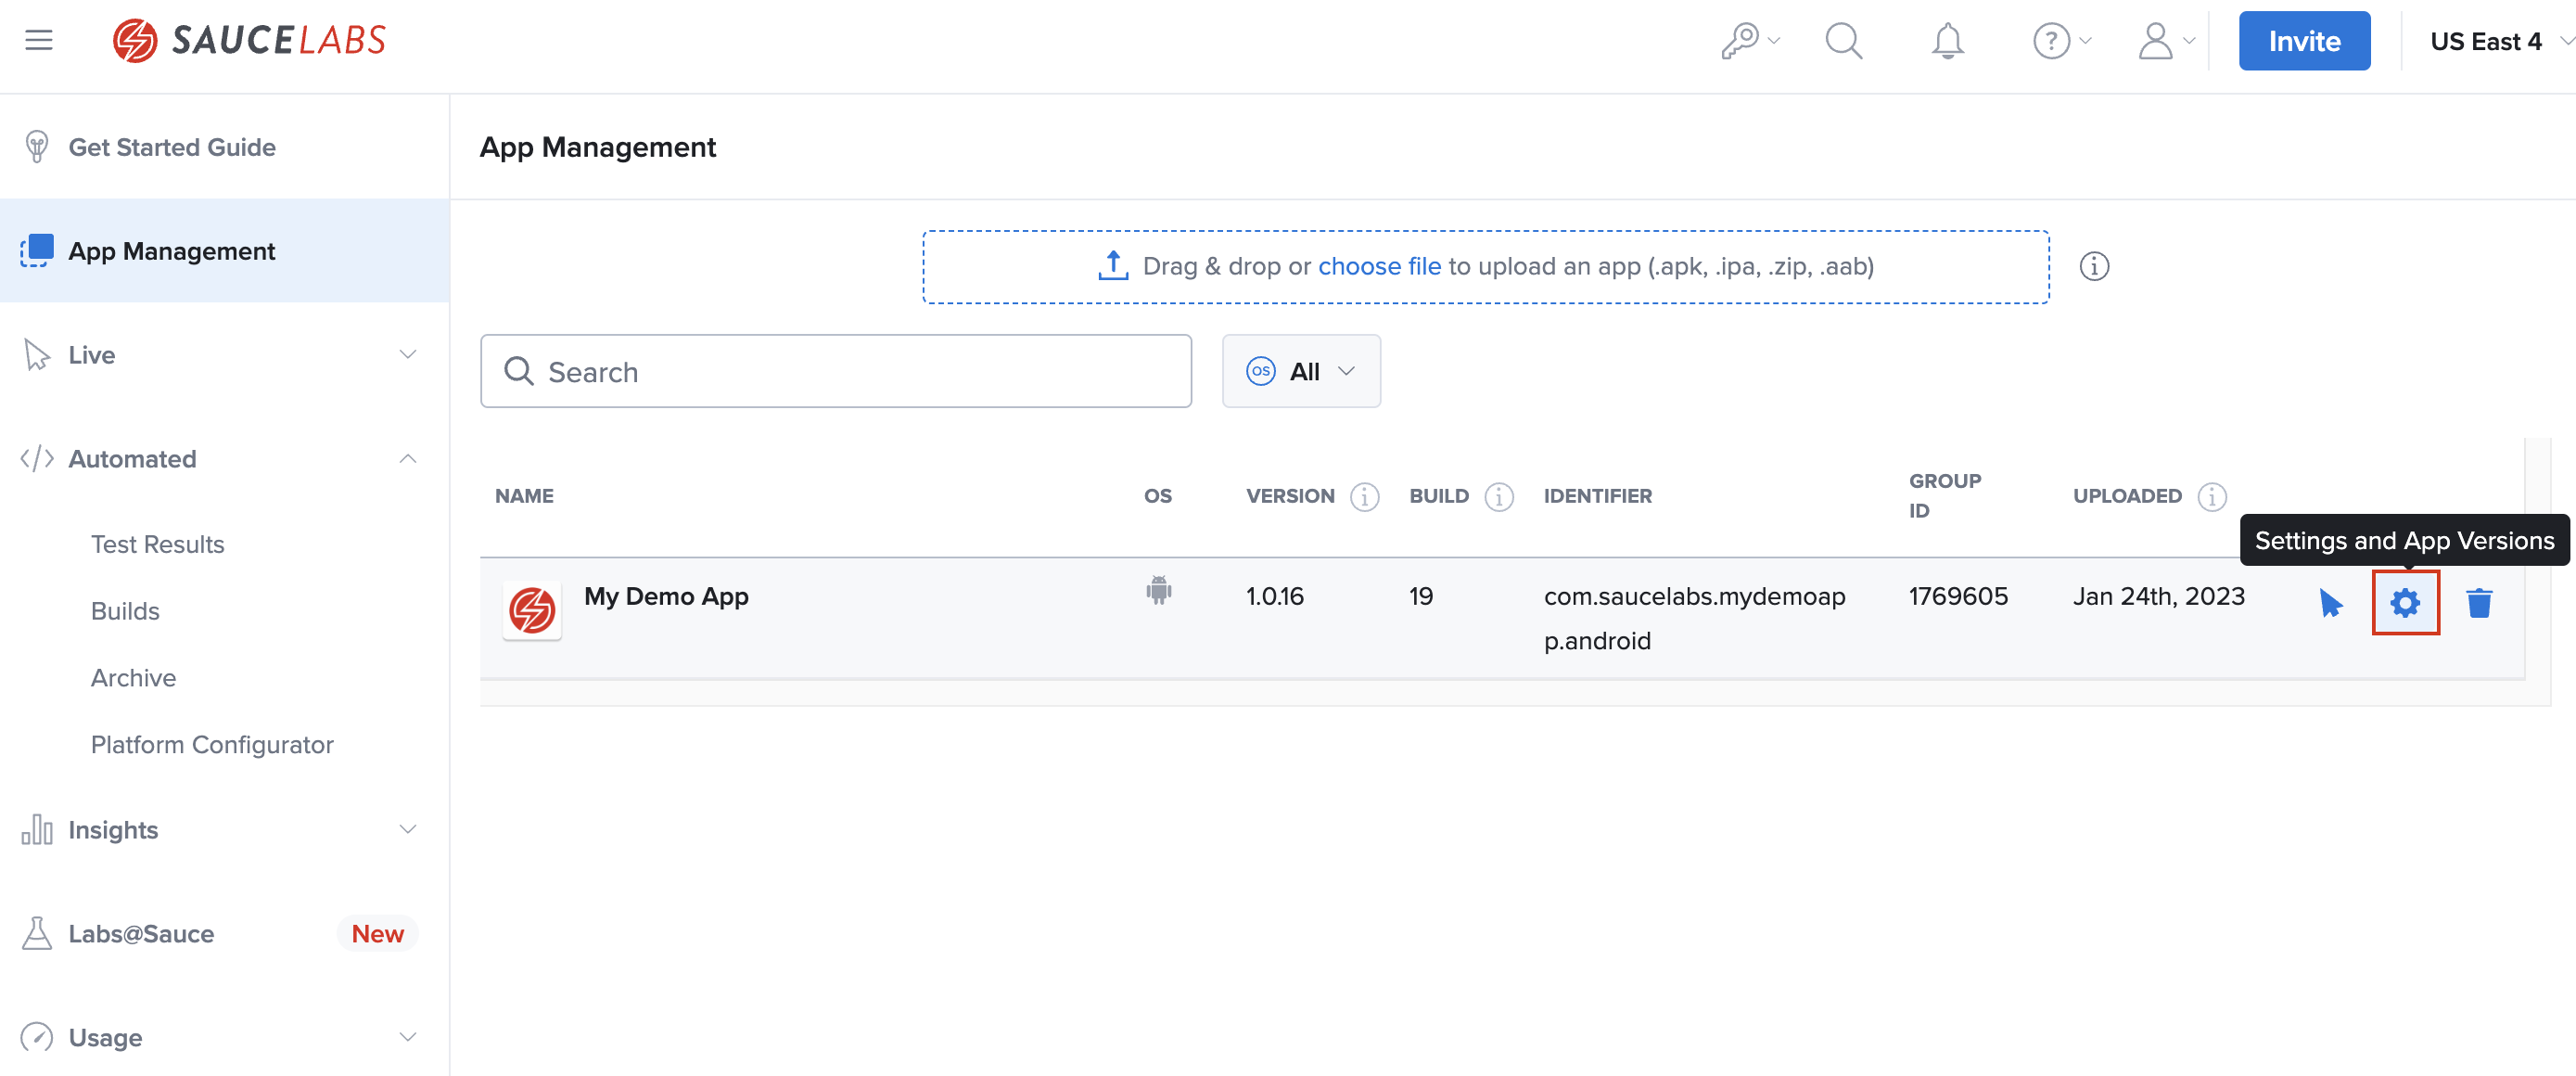 SAUCELABS
?
Invite
US East 4
Get Started Guide
App Management
Live
Automated
Test Results
Builds
Archive
Platform Configurator
Insights
Labs@Sauce
New
Usage
App Management
Drag & drop or choose file to upload an app (.apk, .ipa, .zip, .aab)
i
Search
OS All
NAME OS VERSION i BUILD i IDENTIFIER GROUP ID UPLOADED i
Settings and App Versions
My Demo App 1.0.16 19 com.saucelabs.mydemoap 1769605 Jan 24th, 2023
p.android